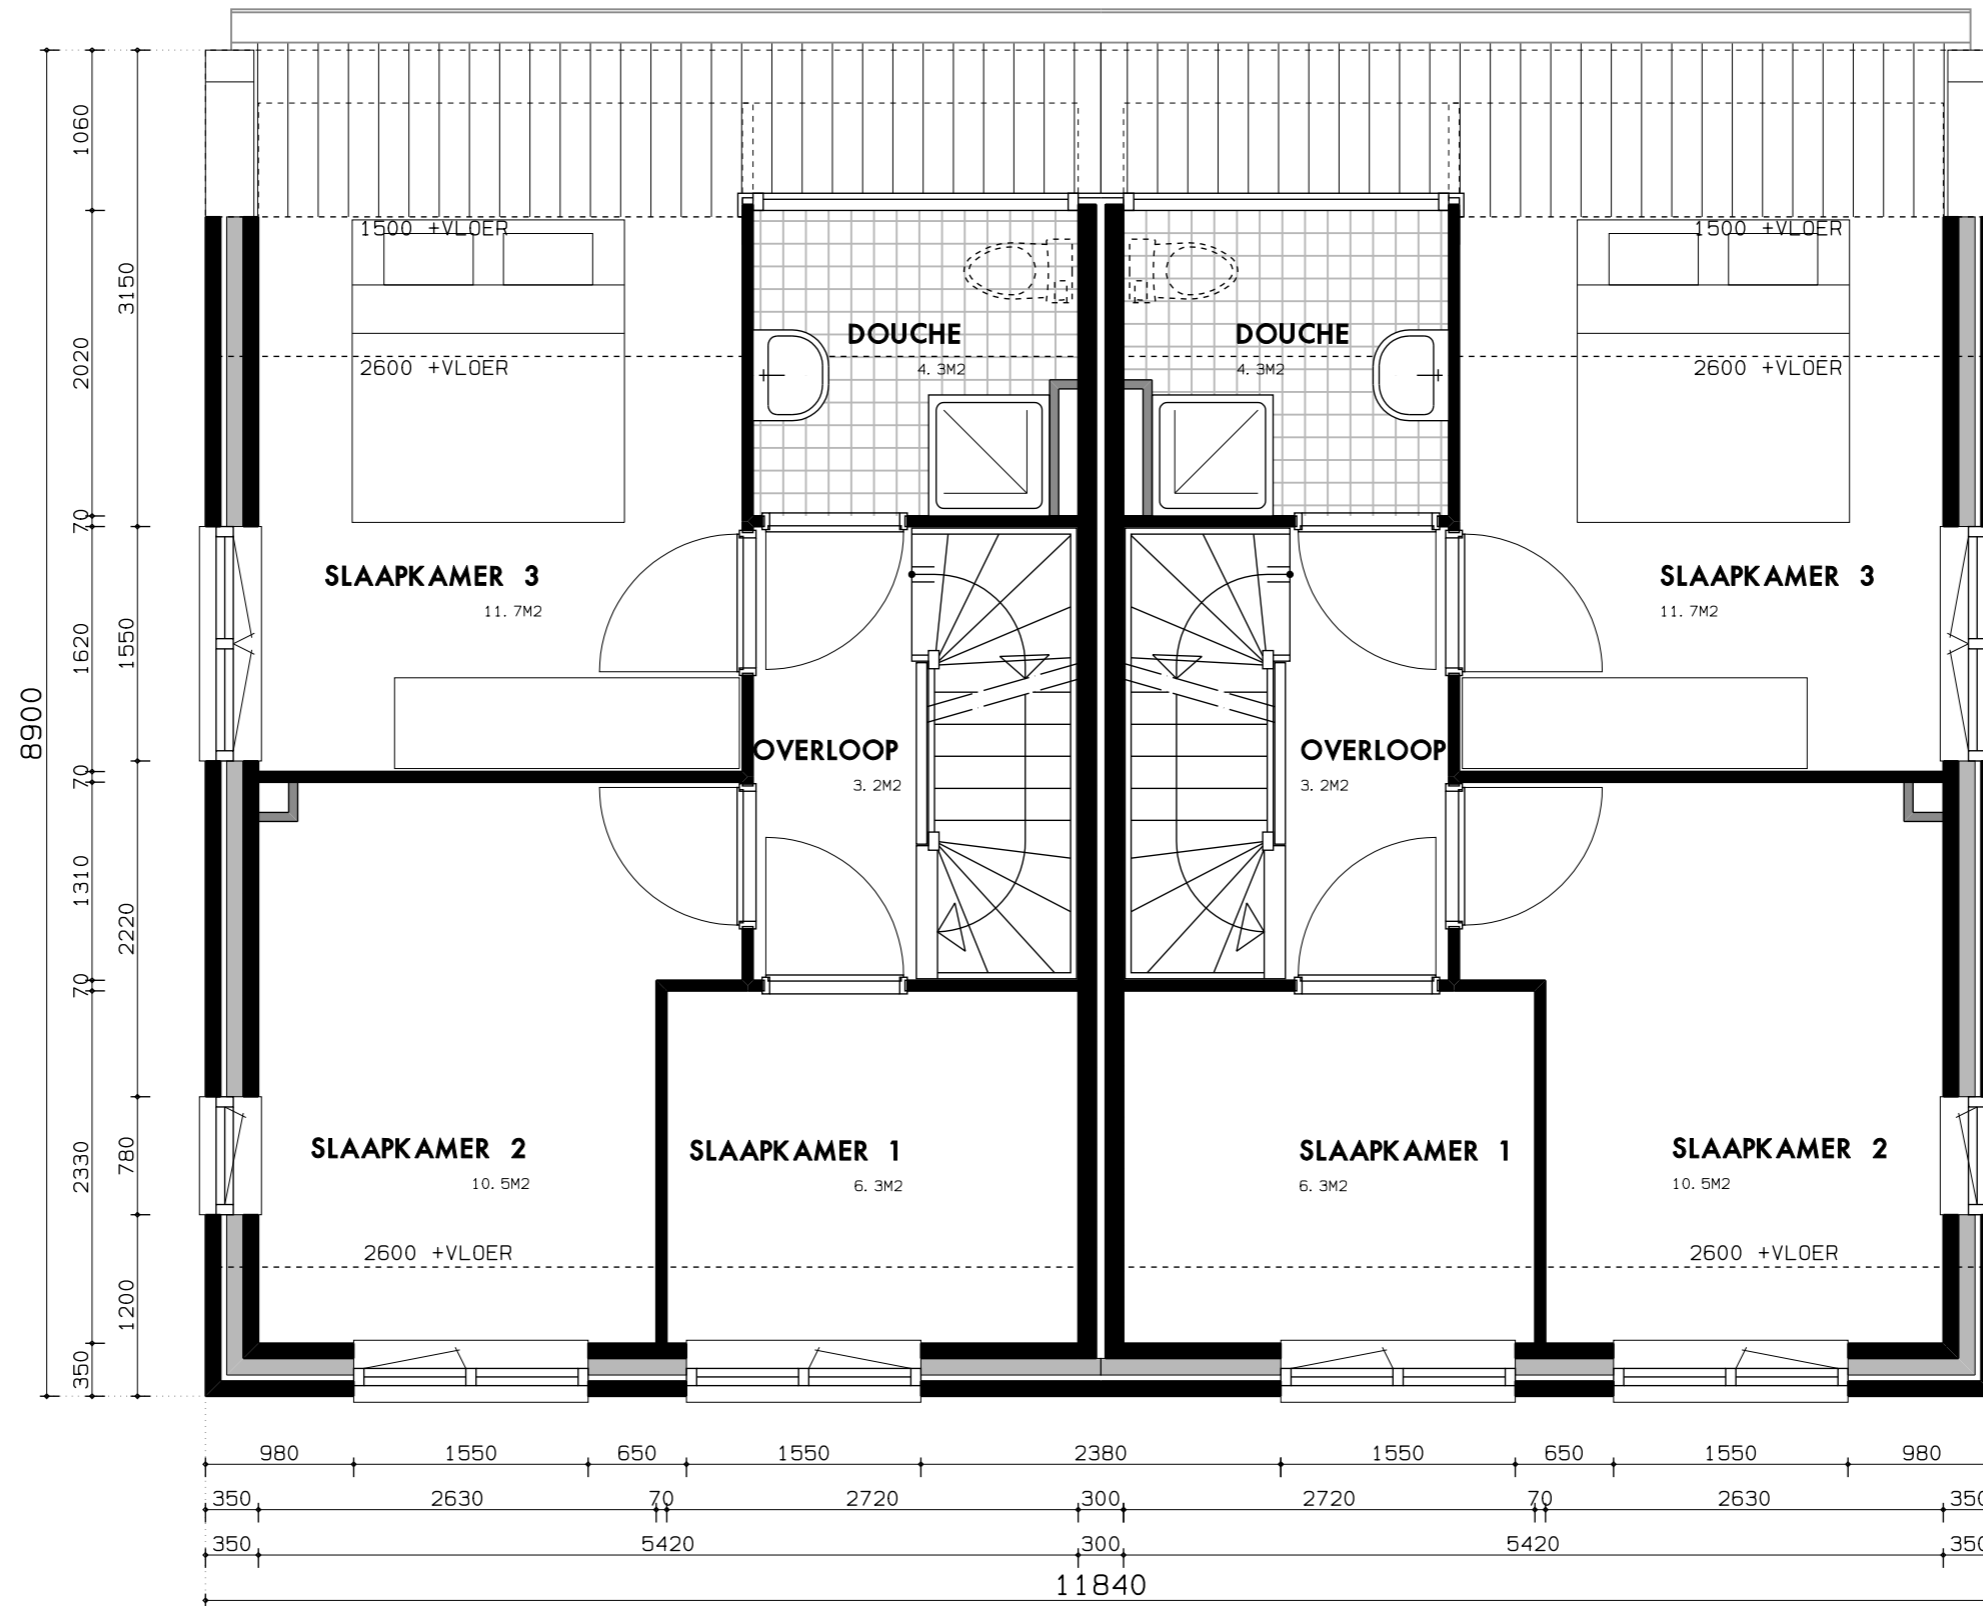 1500 +VLOER
1500 +VLOER
DOUCHE
4.3M2
DOUCHE
4.3M2
2600 +VLOER
2600 +VLOER
SLAAPKAMER 3
11.7M2
SLAAPKAMER 3
11.7M2
OVERLOOP
3.2M2
OVERLOOP
3.2M2
SLAAPKAMER 2
10.5M2
SLAAPKAMER 1
6.3M2
SLAAPKAMER 1
6.3M2
SLAAPKAMER 2
10.5M2
2600 +VLOER
2600 +VLOER
8900
1060
2020
70
1620
70
1310
70
2330
350
3150
1550
2220
780
1200
980 1550 650 1550 2380 1550 650 1550 980
350 2630 70 2720 300 2720 70 2630 350
350 5420 300 5420 350
11840